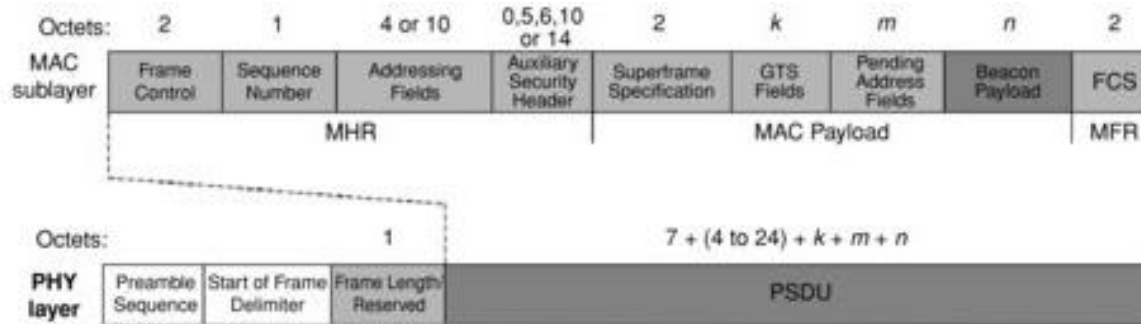 Octets: 2 1 4 or 10 0,5,6,10 or 14 2 k m n 2
MAC sublayer Frame Control Sequence Number Addressing Fields Auxiliary Security Header Superframe Specification GTS Fields Pending Address Fields Beacon Payload FCS
MHR MAC Payload MFR
Octets: 1 7 + (4 to 24) + k + m + n
PHY layer Preamble Sequence Start of Frame Delimiter Frame Length/ Reserved PSDU